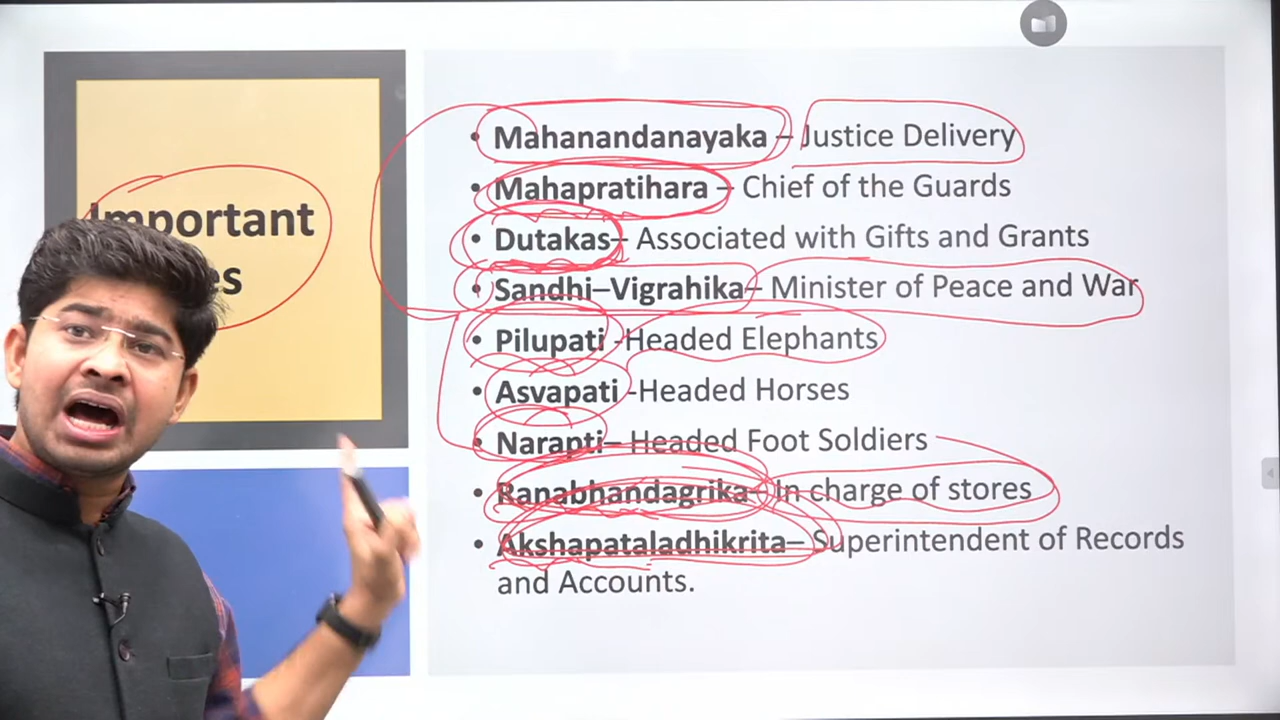 Important
es
• Mahanandanayaka – Justice Delivery
• Mahapratihara – Chief of the Guards
• Dutakas– Associated with Gifts and Grants
• Sandhi–Vigrahika– Minister of Peace and War
• Pilupati -Headed Elephants
• Asvapati -Headed Horses
• Narapti– Headed Foot Soldiers
• Ranabhandagrika– In charge of stores
• Akshapataladhikrita– Superintendent of Records
and Accounts.